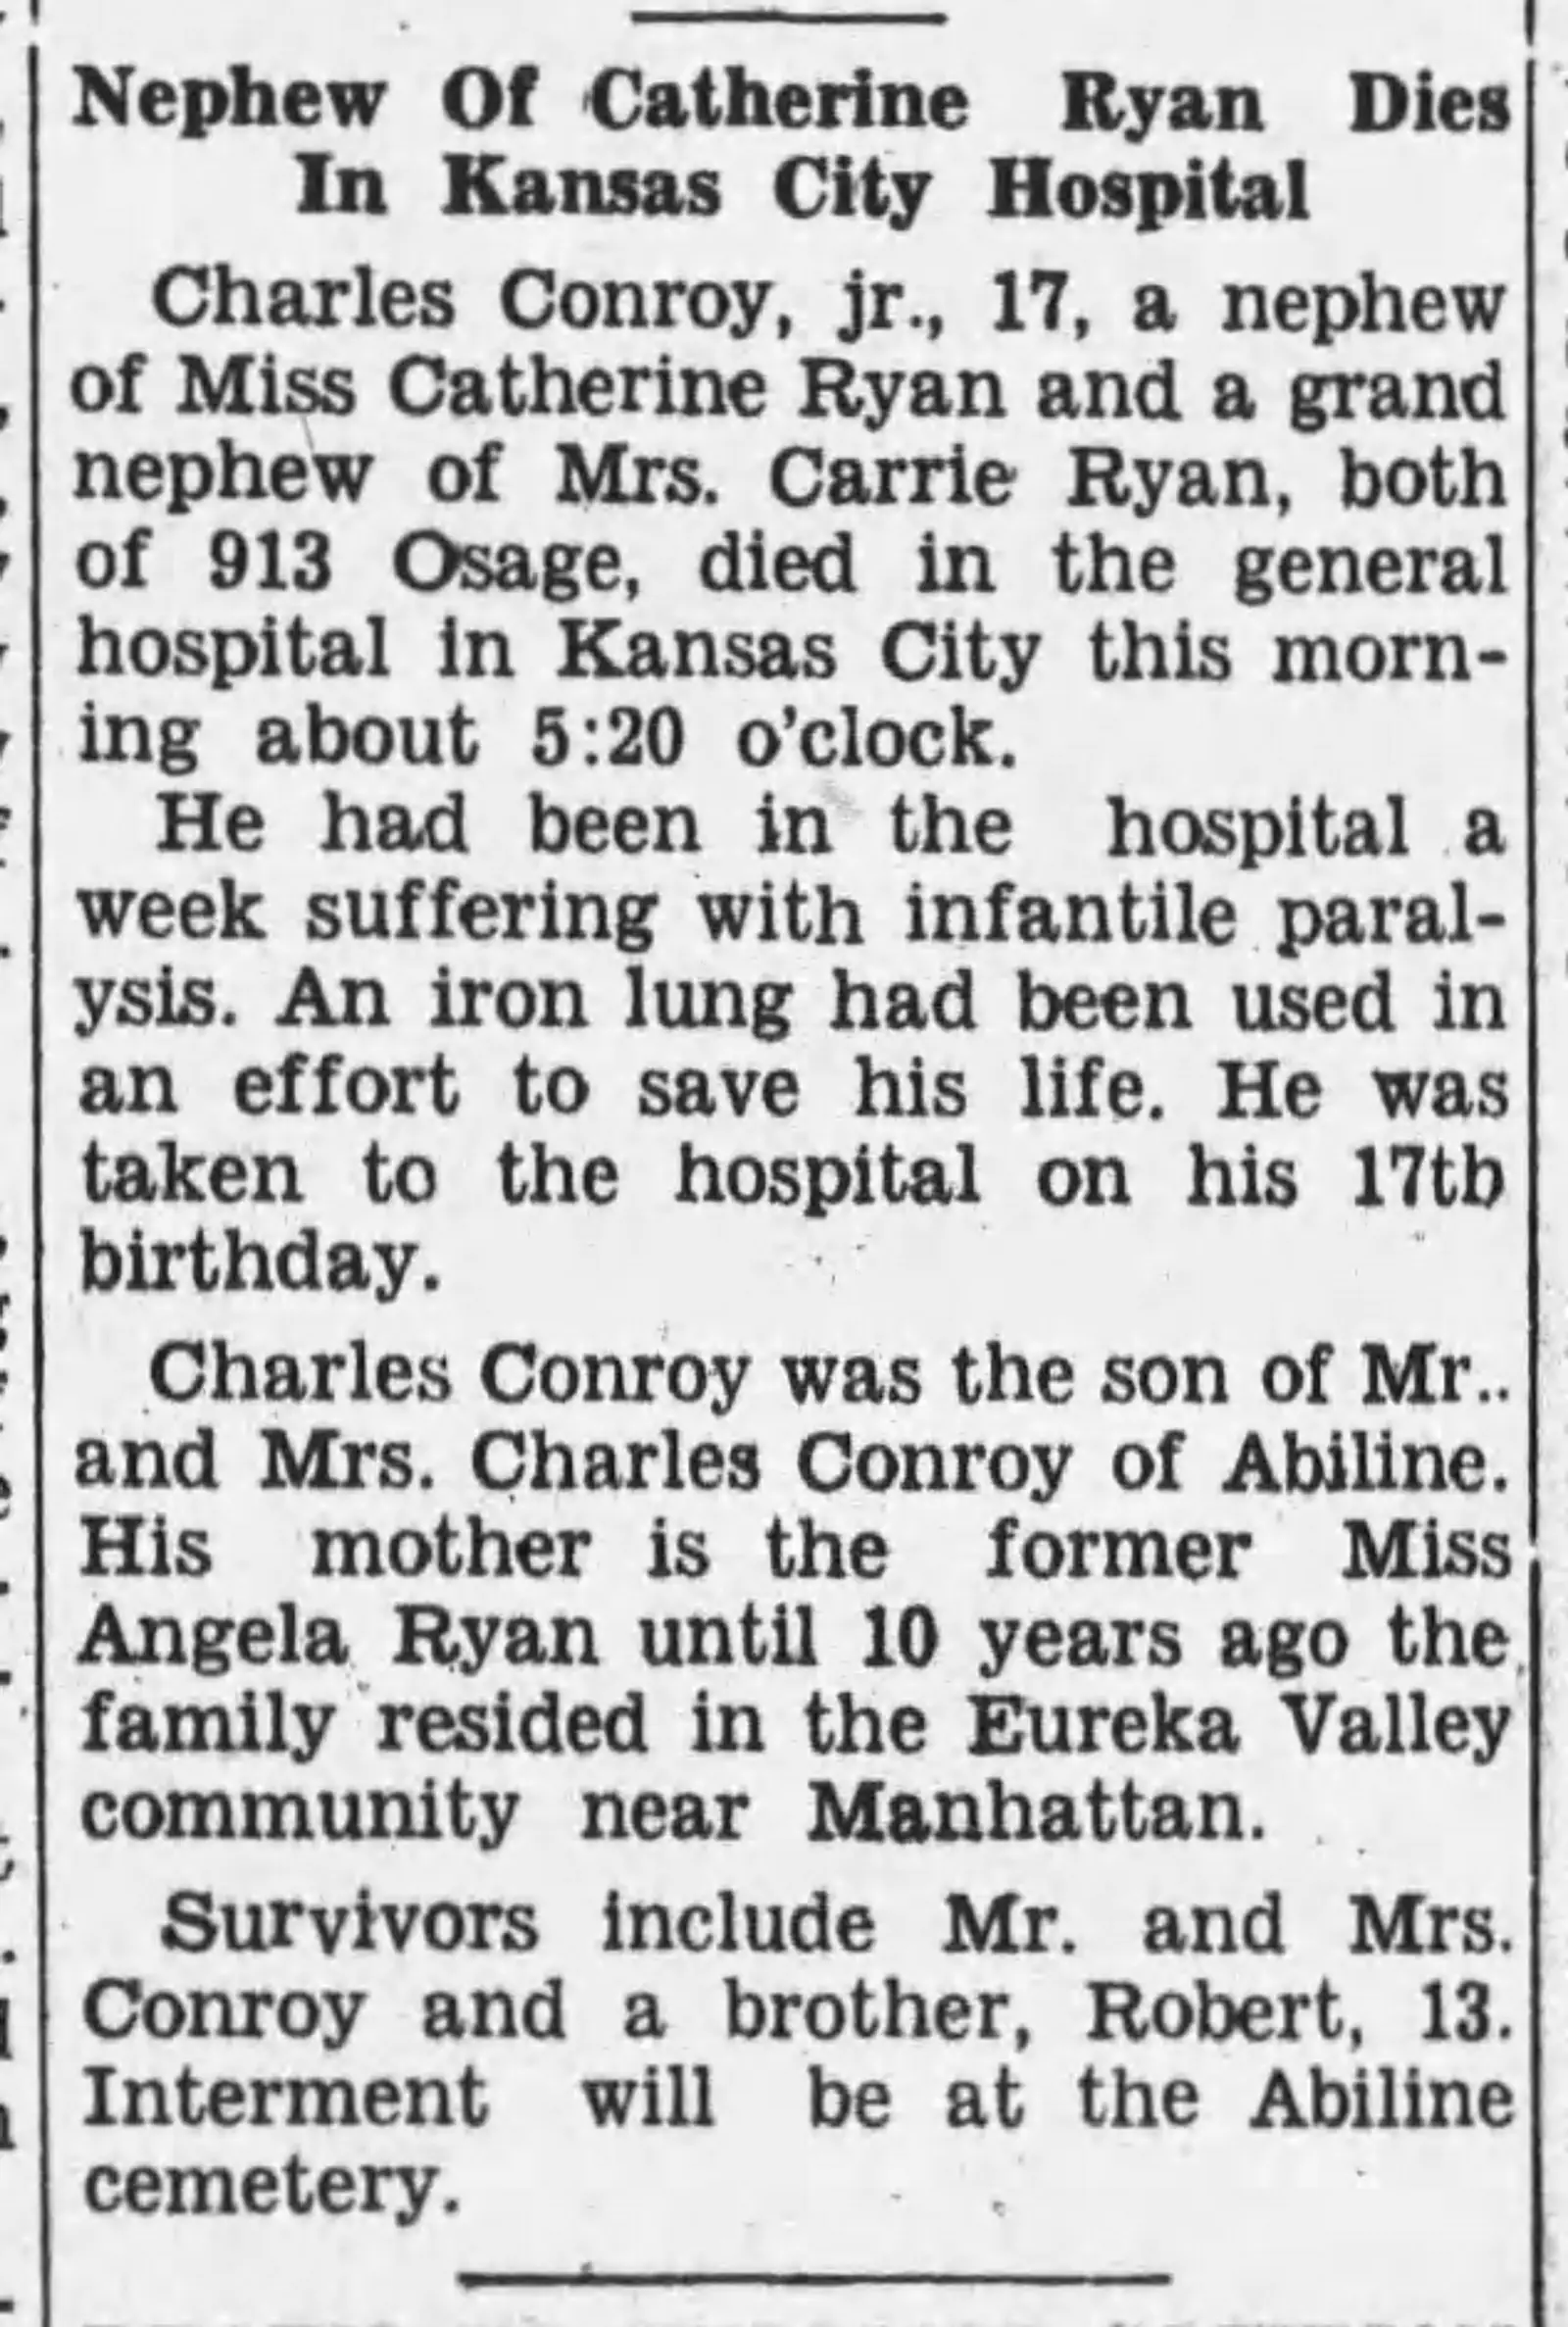 Nephew Of Catherine Ryan Dies
In Kansas City Hospital
Charles Conroy, jr., 17, a nephew
of Miss Catherine Ryan and a grand
nephew of Mrs. Carrie Ryan, both
of 913 Osage, died in the general
hospital in Kansas City this morn-
ing about 5:20 o'clock.
He had been in the hospital a
week suffering with infantile paral-
ysis. An iron lung had been used in
an effort to save his life. He was
taken to the hospital on his 17th
birthday.
Charles Conroy was the son of Mr..
and Mrs. Charles Conroy of Abiline.
His mother is the former Miss
Angela Ryan until 10 years ago the
family resided in the Eureka Valley
community near Manhattan.
Survivors include Mr. and Mrs.
Conroy and a brother, Robert, 13.
Interment will be at the Abiline
cemetery.